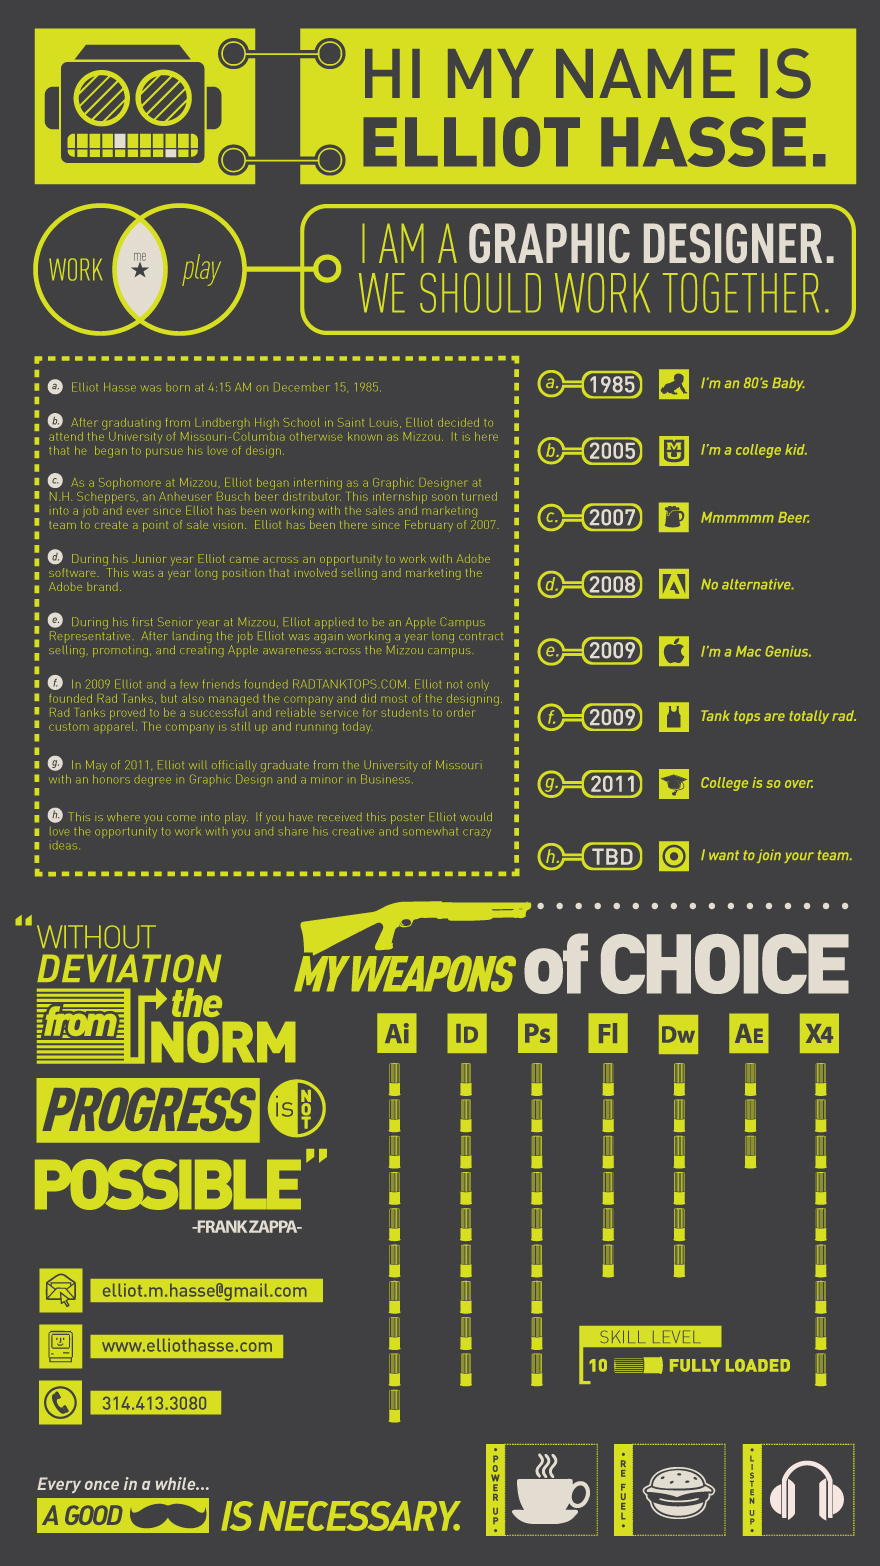 HI MY NAME IS
ELLIOT HASSE.
WORK
me
play
I AM A GRAPHIC DESIGNER.
WE SHOULD WORK TOGETHER.
a. Elliot Hasse was born at 4:15 AM on December 15, 1985.
b. After graduating from Lindbergh High School in Saint Louis, Elliot decided to
attend the University of Missouri-Columbia otherwise known as Mizzou. It is here
that he began to pursue his love of design.
c. As a Sophomore at Mizzou, Elliot began interning as a Graphic Designer at
N.H. Scheppers, an Anheuser Busch beer distributor. This internship soon turned
into a job and ever since Elliot has been working with the sales and marketing
team to create a point of sale vision. Elliot has been there since February of 2007.
d. During his Junior year Elliot came across an opportunity to work with Adobe
software. This was a year long position that involved selling and marketing the
Adobe brand.
e. During his first Senior year at Mizzou, Elliot applied to be an Apple Campus
Representative. After landing the job Elliot was again working a year long contract
selling, promoting, and creating Apple awareness across the Mizzou campus.
f. In 2009 Elliot and a few friends founded RADTANKTOPS.COM. Elliot not only
founded Rad Tanks, but also managed the company and did most of the designing.
Rad Tanks proved to be a successful and reliable service for students to order
custom apparel. The company is still up and running today.
g. In May of 2011, Elliot will officially graduate from the University of Missouri
with an honors degree in Graphic Design and a minor in Business.
h. This is where you come into play. If you have received this poster Elliot would
love the opportunity to work with you and share his creative and somewhat crazy
ideas.
a. 1985 I'm an 80's Baby.
b. 2005 MU I'm a college kid.
c. 2007 Mmmmmm Beer.
d. 2008 No alternative.
e. 2009 I'm a Mac Genius.
f. 2009 Tank tops are totally rad.
g. 2011 College is so over.
h. TBD I want to join your team.
"WITHOUT
DEVIATION
from the
NORM
PROGRESS is NOT
POSSIBLE"
-FRANK ZAPPA-
MY WEAPONS of CHOICE
Ai ID Ps Fl Dw AE X4
SKILL LEVEL
10 FULLY LOADED
elliot.m.hasse@gmail.com
www.elliothasse.com
314.413.3080
Every once in a while...
A GOOD IS NECESSARY.
•POWER UP•
•RE FUEL•
•LISTEN UP•